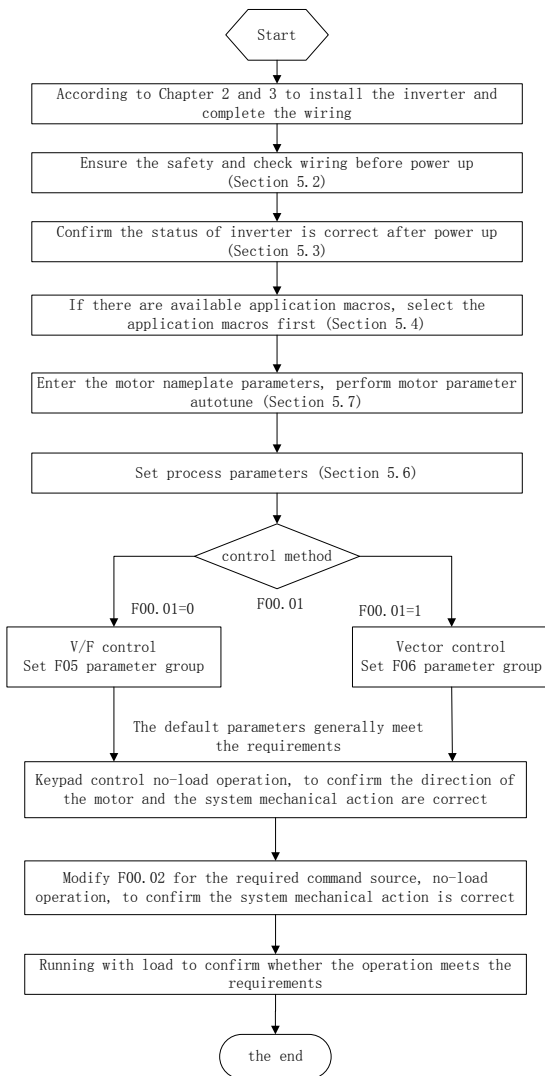 Start
According to Chapter 2 and 3 to install the inverter and
complete the wiring
Ensure the safety and check wiring before power up
(Section 5.2)
Confirm the status of inverter is correct after power up
(Section 5.3)
If there are available application macros, select the
application macros first (Section 5.4)
Enter the motor nameplate parameters, perform motor parameter
autotune (Section 5.7)
Set process parameters (Section 5.6)
control method
F00.01
F00.01=0
F00.01=1
V/F control
Set F05 parameter group
Vector control
Set F06 parameter group
The default parameters generally meet
the requirements
Keypad control no-load operation, to confirm the direction of
the motor and the system mechanical action are correct
Modify F00.02 for the required command source, no-load
operation, to confirm the system mechanical action is correct
Running with load to confirm whether the operation meets the
requirements
the end